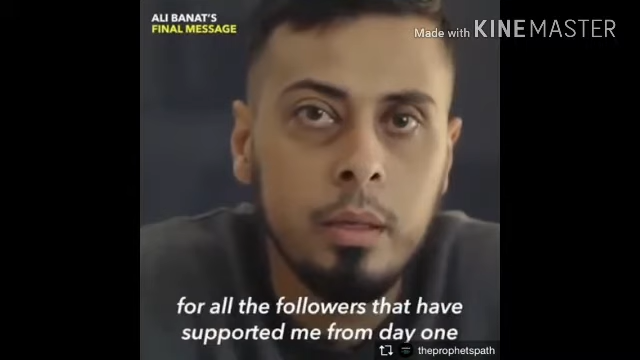 ALI BANAT'S
FINAL MESSAGE
Made with KINEMASTER
for all the followers that have
supported me from day one
theprophetspath